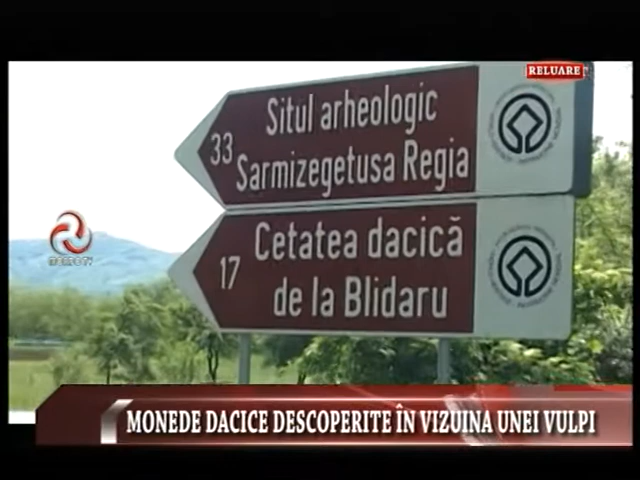 RELUARE
33
Situl arheologic
Sarmizegetusa Regia
17
Cetatea dacică
de la Blidaru
MONEDE DACICE DESCOPERITE ÎN VIZUINA UNEI VULPI